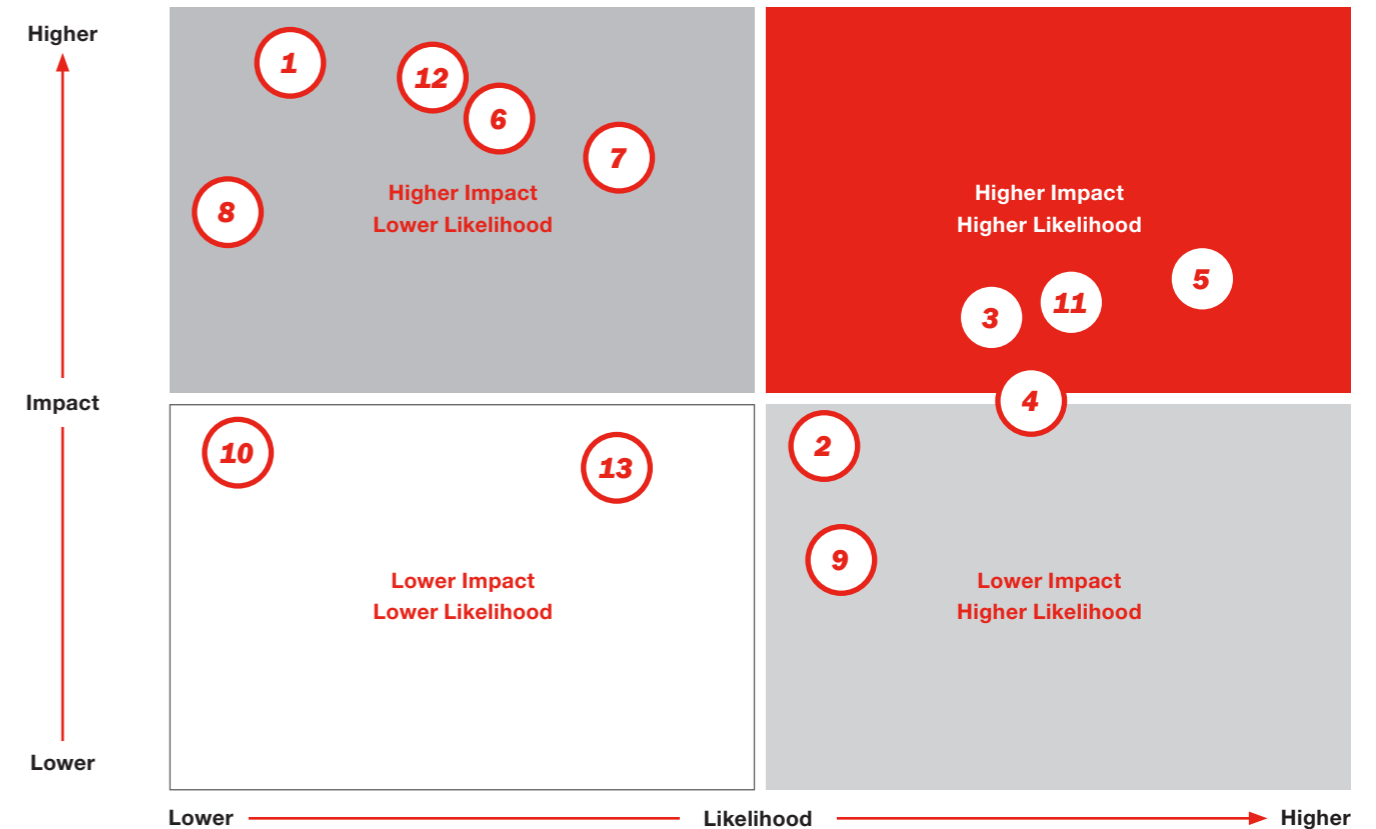 Higher
1
12
6
7
8
Higher Impact
Lower Likelihood
Higher Impact
Higher Likelihood
5
11
3
4
Impact
10
13
2
9
Lower Impact
Lower Likelihood
Lower Impact
Higher Likelihood
Lower
Lower
Likelihood
Higher